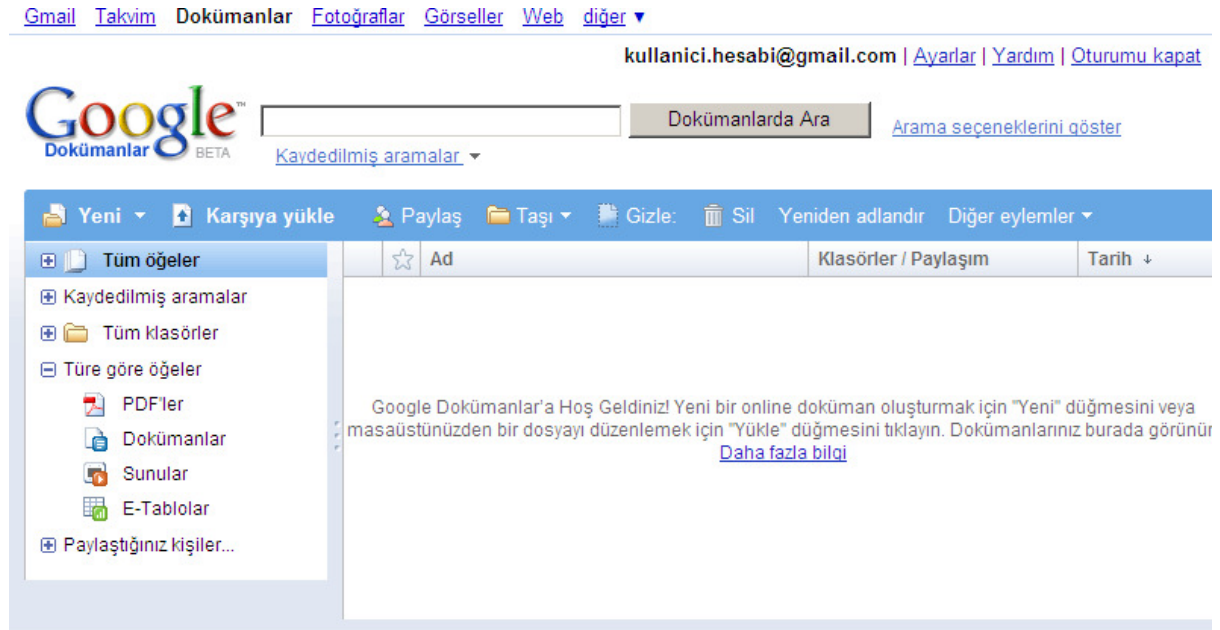 Gmail Takvim Dokümanlar Fotoğraflar Görseller Web diğer ▼
kullanici.hesabi@gmail.com | Ayarlar | Yardım | Oturumu kapat
Google™
Dokümanlar BETA
Dokümanlarda Ara
Arama seçeneklerini göster
Kaydedilmiş aramalar
Yeni Karşıya yükle Paylaş Taşı Gizle: Sil Yeniden adlandır Diğer eylemler
Tüm öğeler
Ad Klasörler / Paylaşım Tarih ↓
Kaydedilmiş aramalar
Tüm klasörler
Türe göre öğeler
PDF'ler
Dokümanlar
Sunular
E-Tablolar
Paylaştığınız kişiler...
Google Dokümanlar'a Hoş Geldiniz! Yeni bir online doküman oluşturmak için "Yeni" düğmesini veya
masaüstünüzden bir dosyayı düzenlemek için "Yükle" düğmesini tıklayın. Dokümanlarınız burada görünür
Daha fazla bilgi